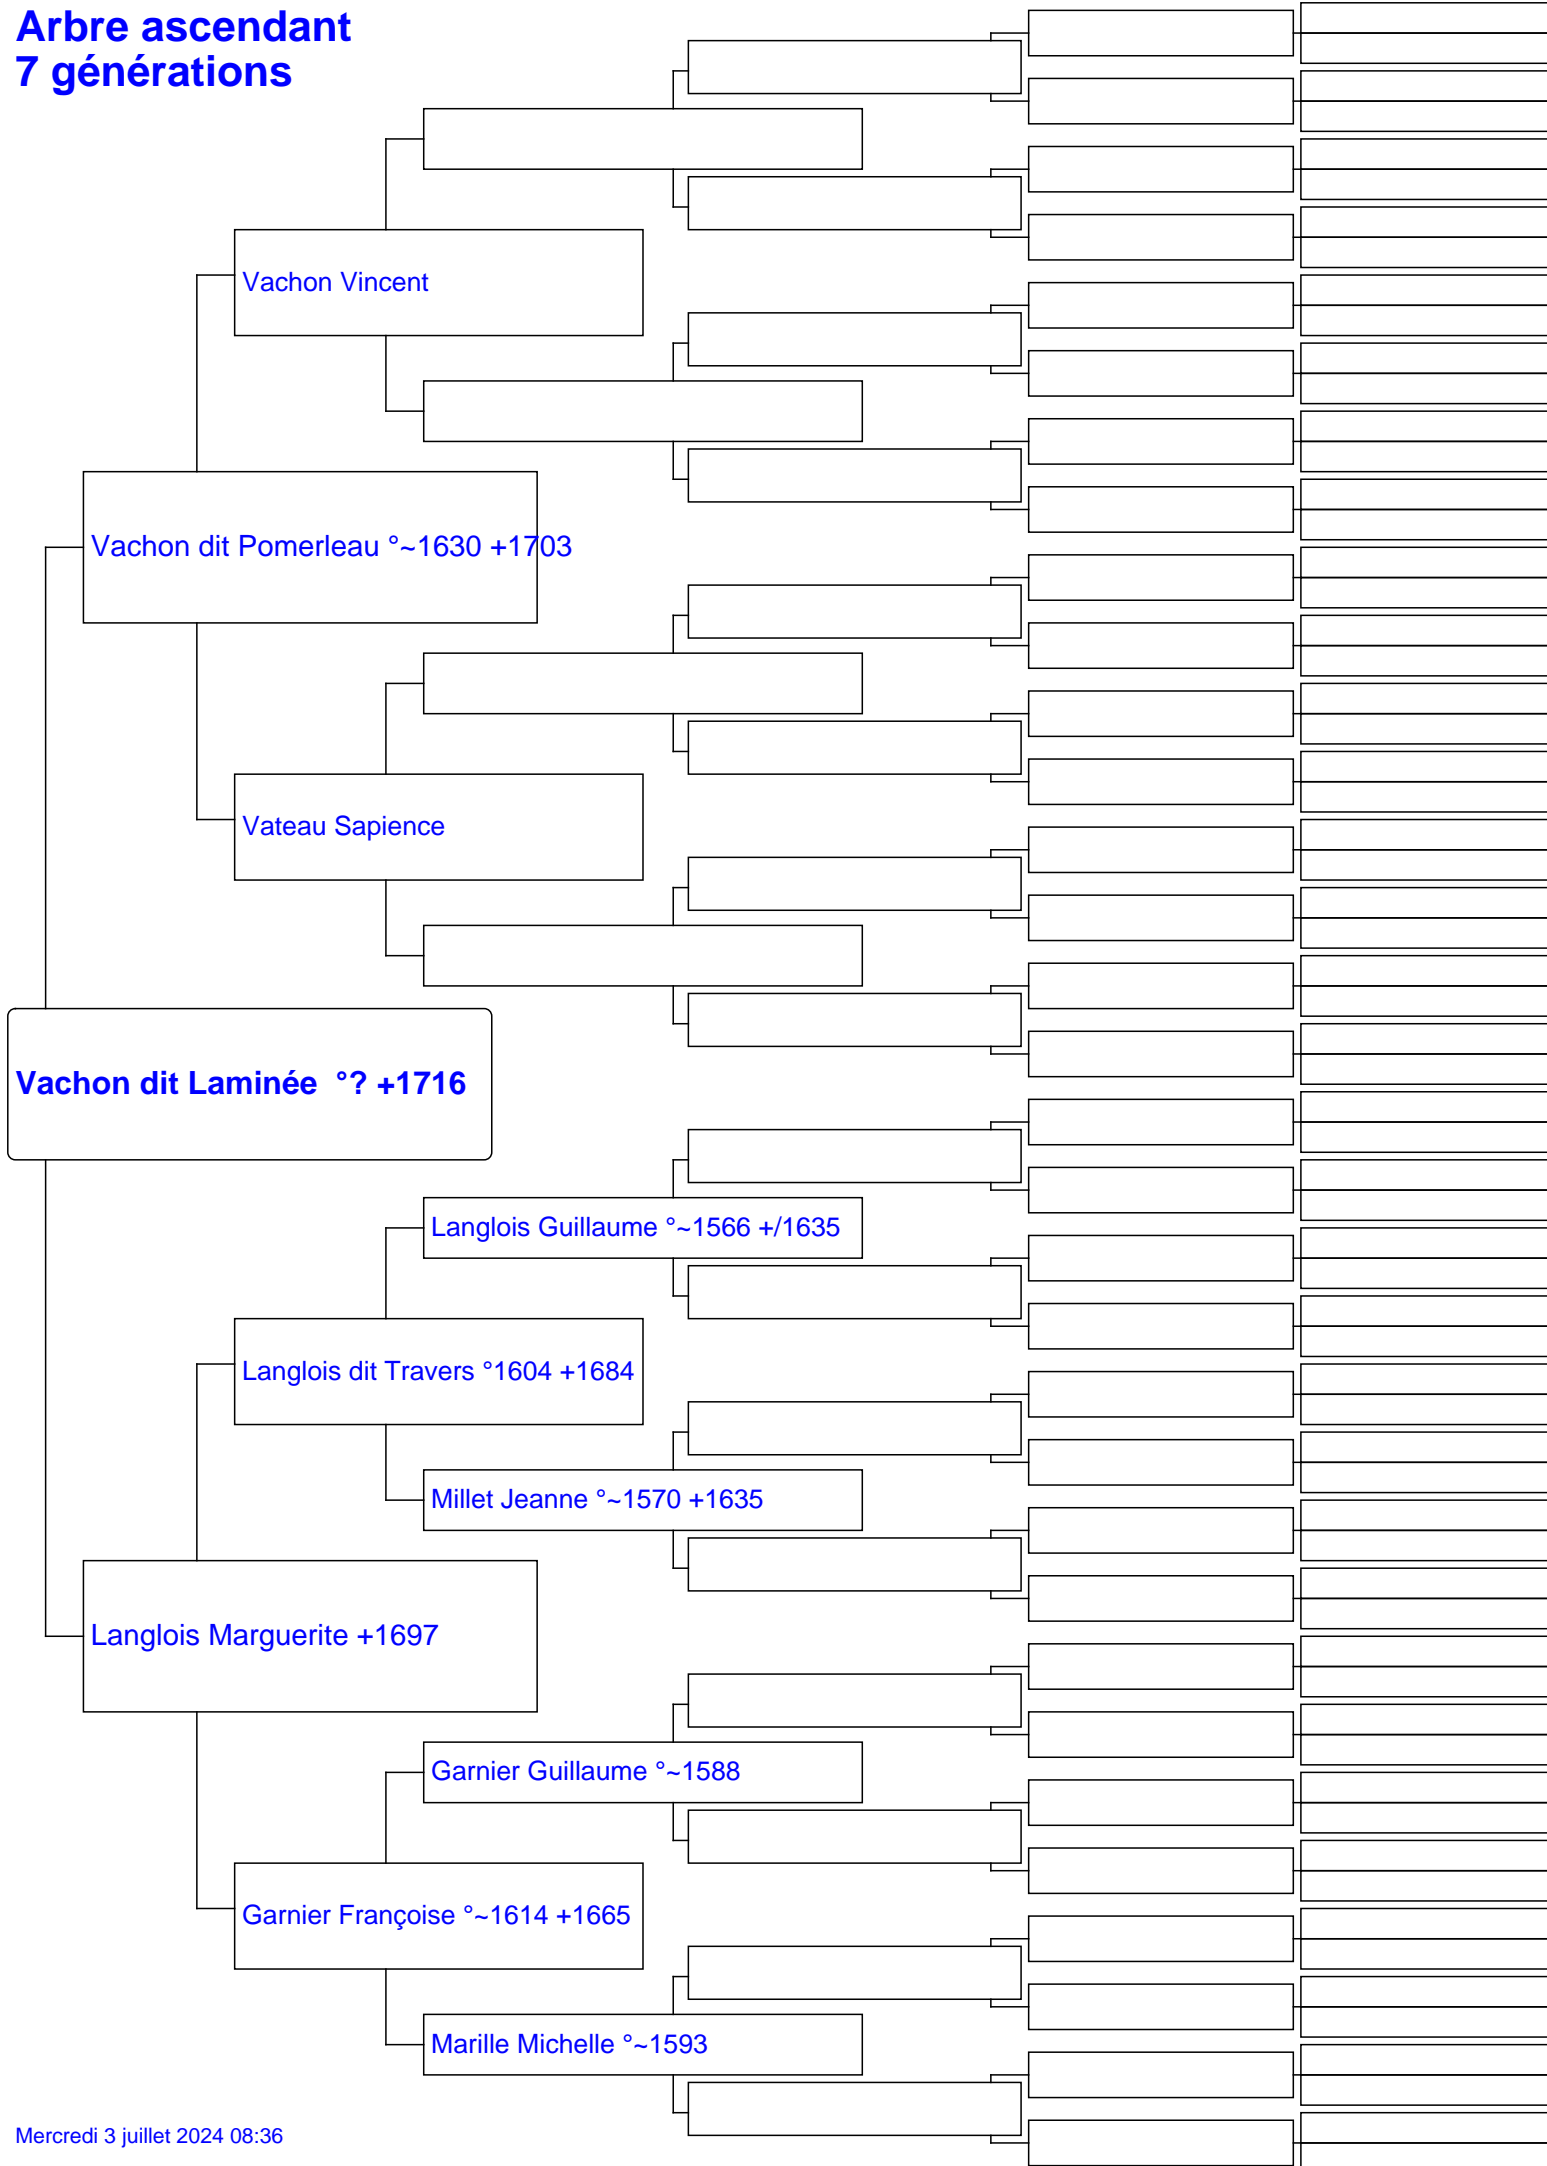 Arbre ascendant
7 générations
Vachon Vincent
Vachon dit Pomerleau °~1630 +1703
Vateau Sapience
Vachon dit Laminée  °? +1716
Langlois Guillaume °~1566 +/1635
Langlois dit Travers °1604 +1684
Millet Jeanne °~1570 +1635
Langlois Marguerite +1697
Garnier Guillaume °~1588
Garnier Françoise °~1614 +1665
Marille Michelle °~1593
Mercredi 3 juillet 2024 08:36